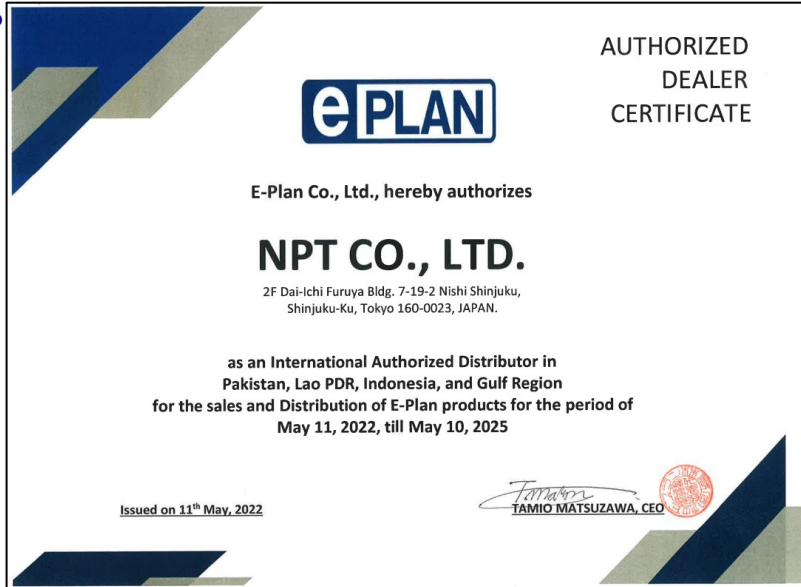 AUTHORIZED
DEALER
CERTIFICATE
ePLAN
E-Plan Co., Ltd., hereby authorizes
NPT CO., LTD.
2F Dai-Ichi Furuya Bldg. 7-19-2 Nishi Shinjuku,
Shinjuku-Ku, Tokyo 160-0023, JAPAN.
as an International Authorized Distributor in
Pakistan, Lao PDR, Indonesia, and Gulf Region
for the sales and Distribution of E-Plan products for the period of
May 11, 2022, till May 10, 2025
Issued on 11th May, 2022
TAMIO MATSUZAWA, CEO